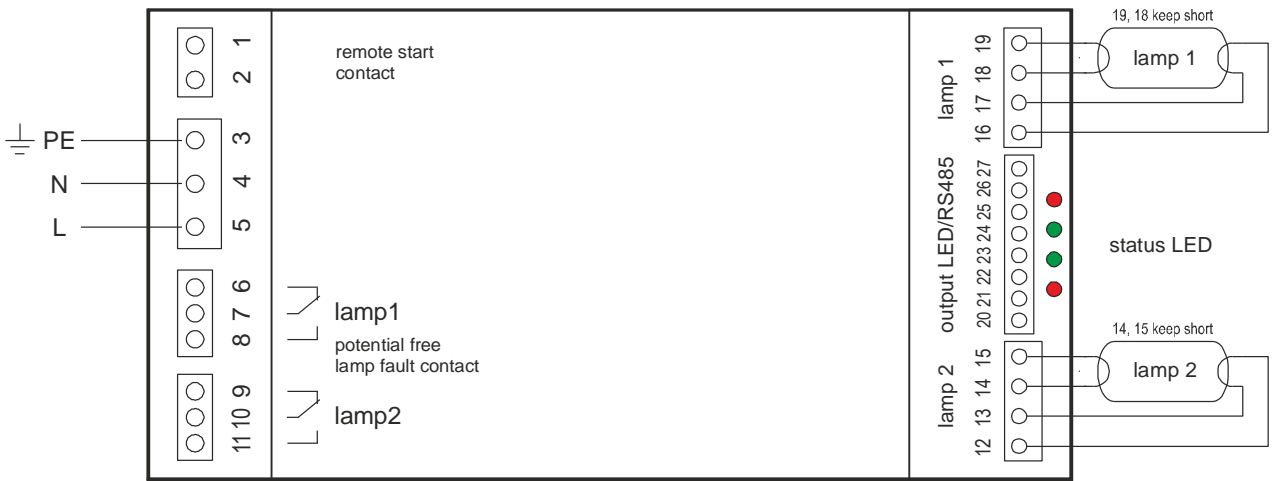 1
2
remote start
contact
PE
3
N
4
L
5
6
7
8
lamp1
potential free
lamp fault contact
9
10
11
lamp2
lamp 1
19
18
17
16
19, 18 keep short
lamp 1
output LED/RS485
27
26
25
24
23
22
21
20
status LED
lamp 2
15
14
13
12
14, 15 keep short
lamp 2